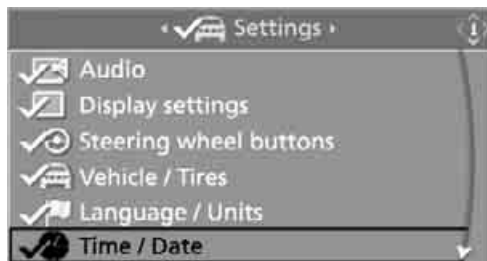 Settings
Audio
Display settings
Steering wheel buttons
Vehicle / Tires
Language / Units
Time / Date